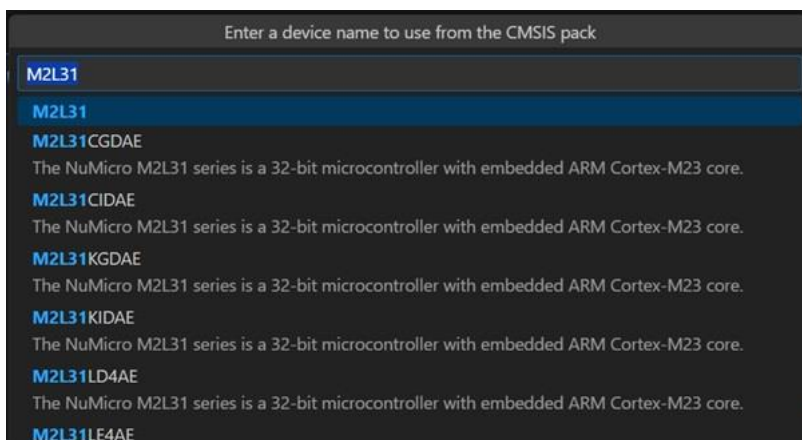 Enter a device name to use from the CMSIS pack
M2L31
M2L31
M2L31CGDAE
The NuMicro M2L31 series is a 32-bit microcontroller with embedded ARM Cortex-M23 core.
M2L31CIDAE
The NuMicro M2L31 series is a 32-bit microcontroller with embedded ARM Cortex-M23 core.
M2L31KGDAE
The NuMicro M2L31 series is a 32-bit microcontroller with embedded ARM Cortex-M23 core.
M2L31KIDAE
The NuMicro M2L31 series is a 32-bit microcontroller with embedded ARM Cortex-M23 core.
M2L31LD4AE
The NuMicro M2L31 series is a 32-bit microcontroller with embedded ARM Cortex-M23 core.
M2L31LE4AE